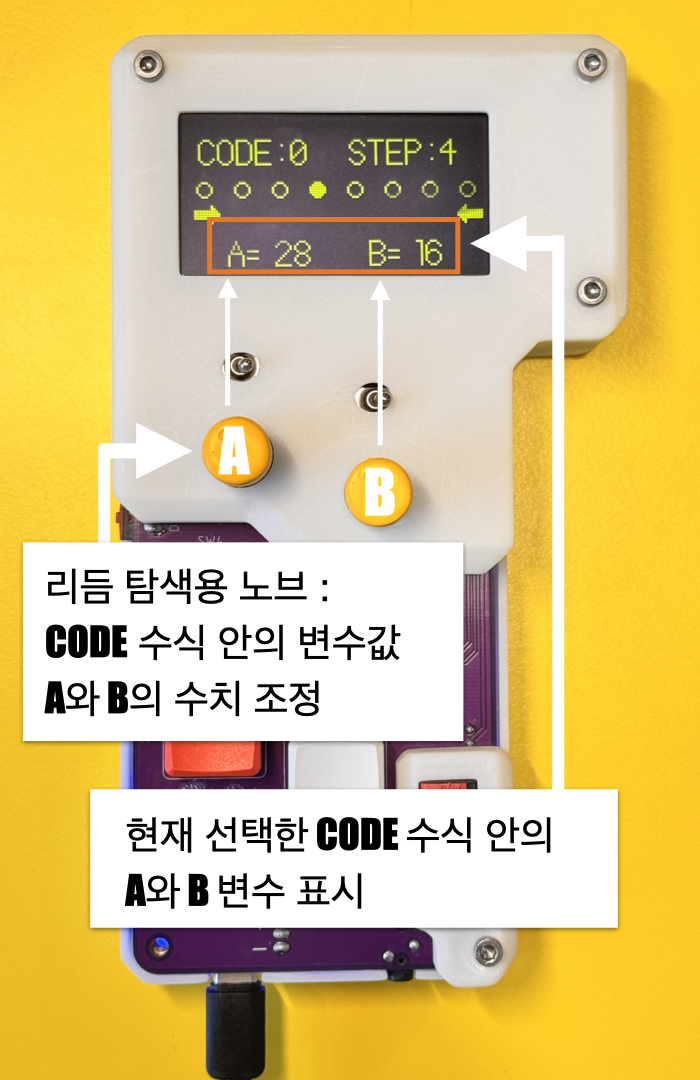 CODE:0 STEP:4
A= 28 B= 16
A
B
리듬 탐색용 노브 :
CODE 수식 안의 변수값
A와 B의 수치 조정
현재 선택한 CODE 수식 안의
A와 B 변수 표시